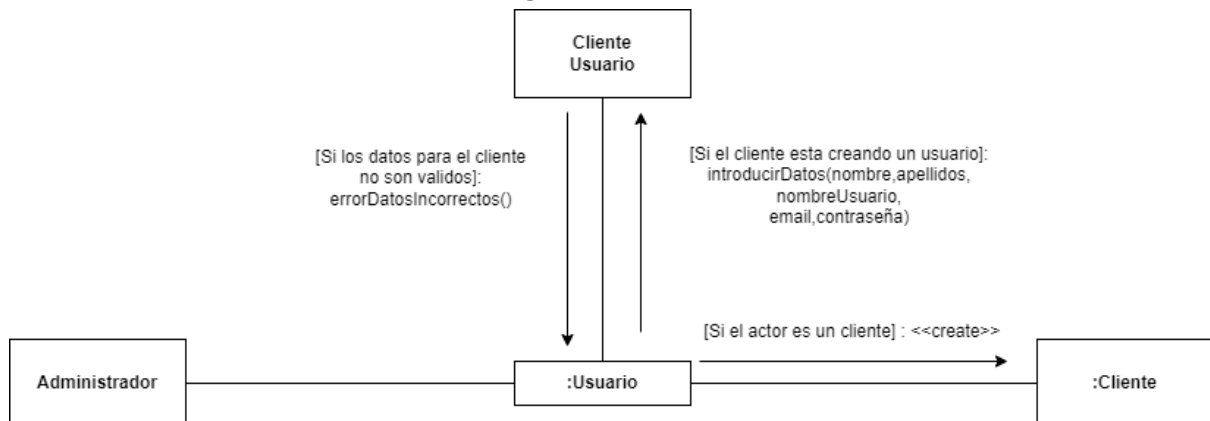 Cliente
Usuario
[Si los datos para el cliente
no son validos]:
errorDatosIncorrectos()
[Si el cliente esta creando un usuario]:
introducirDatos(nombre,apellidos,
nombreUsuario,
email,contraseña)
[Si el actor es un cliente] : <<create>>
Administrador
:Usuario
:Cliente